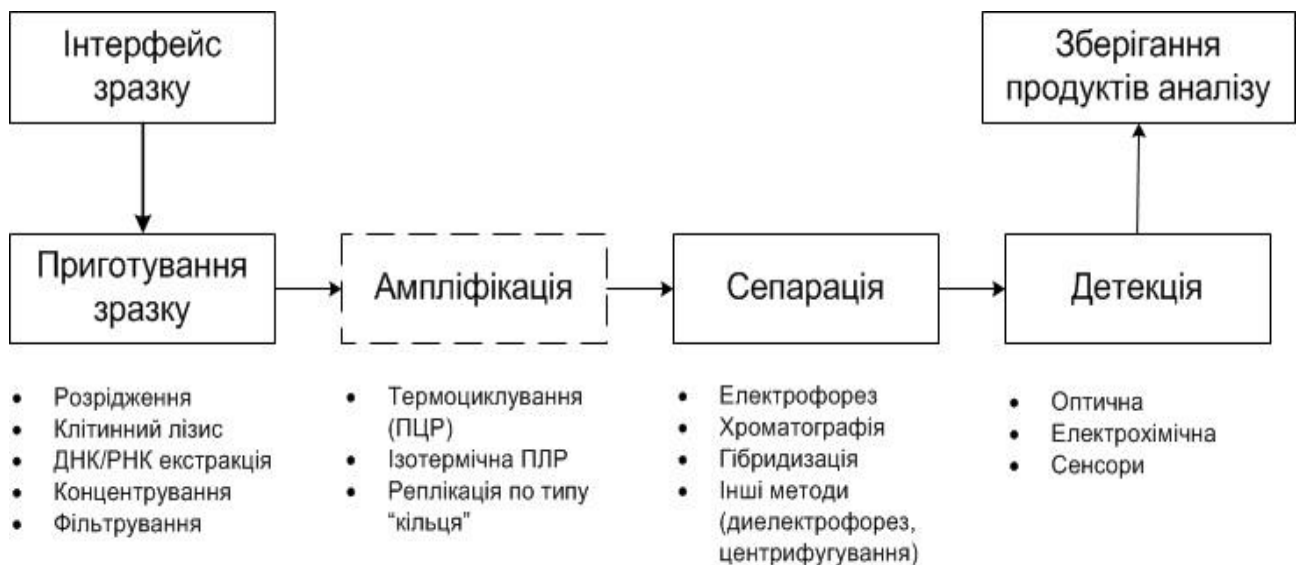 Інтерфейс
зразку
Зберігання
продуктів аналізу
Приготування
зразку
Ампліфікація
Сепарація
Детекція
• Розрідження
• Клітинний лізис
• ДНК/РНК екстракція
• Концентрування
• Фільтрування
• Термоциклування
(ПЦР)
• Ізотермічна ПЛР
• Реплікація по типу
“кільця”
• Електрофорез
• Хроматографія
• Гібридизація
• Інші методи
(диелектрофорез,
центрифугування)
• Оптична
• Електрохімічна
• Сенсори